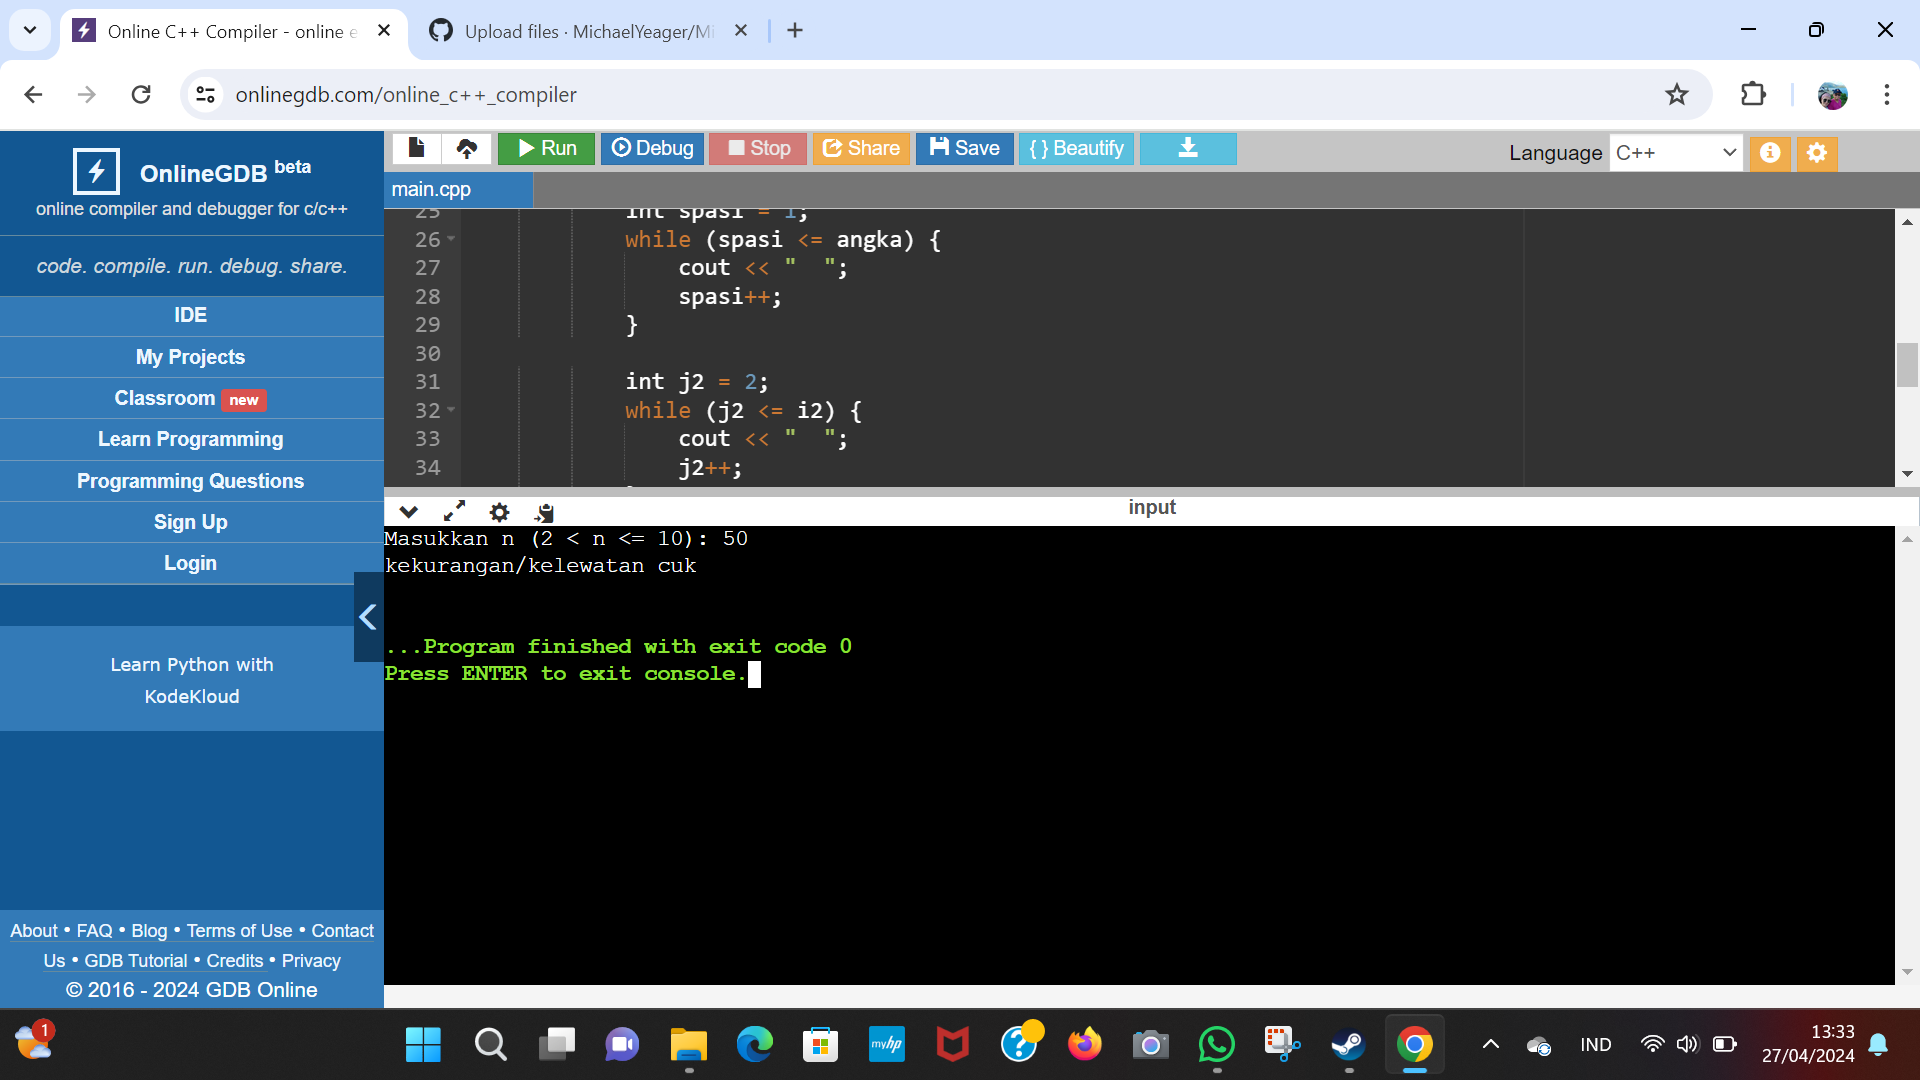 Online C++ Compiler - online e
Upload files · MichaelYeager/Mi
onlinegdb.com/online_c++_compiler
OnlineGDB beta
online compiler and debugger for c/c++
code. compile. run. debug. share.
IDE
My Projects
Classroom new
Learn Programming
Programming Questions
Sign Up
Login
Learn Python with
KodeKloud
About • FAQ • Blog • Terms of Use • Contact
Us • GDB Tutorial • Credits • Privacy
© 2016 - 2024 GDB Online
Run Debug Stop Share Save { } Beautify
Language C++
main.cpp
25 int spasi = 1;
26 while (spasi <= angka) {
27 cout << "  ";
28 spasi++;
29 }
30
31 int j2 = 2;
32 while (j2 <= i2) {
33 cout << "  ";
34 j2++;
input
Masukkan n (2 < n <= 10): 50
kekurangan/kelewatan cuk
...Program finished with exit code 0
Press ENTER to exit console.
1
myhp
IND
13:33
27/04/2024